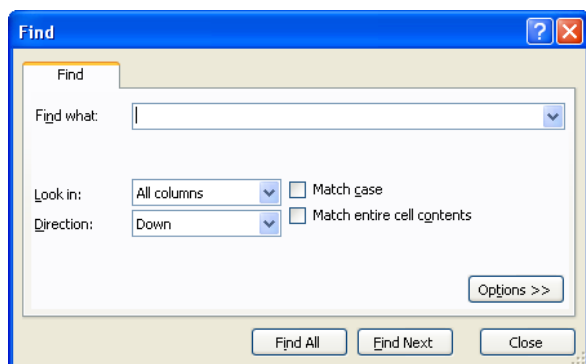 Find
Find
Find what:
Look in: All columns Match case
Direction: Down Match entire cell contents
Options >>
Find All Find Next Close